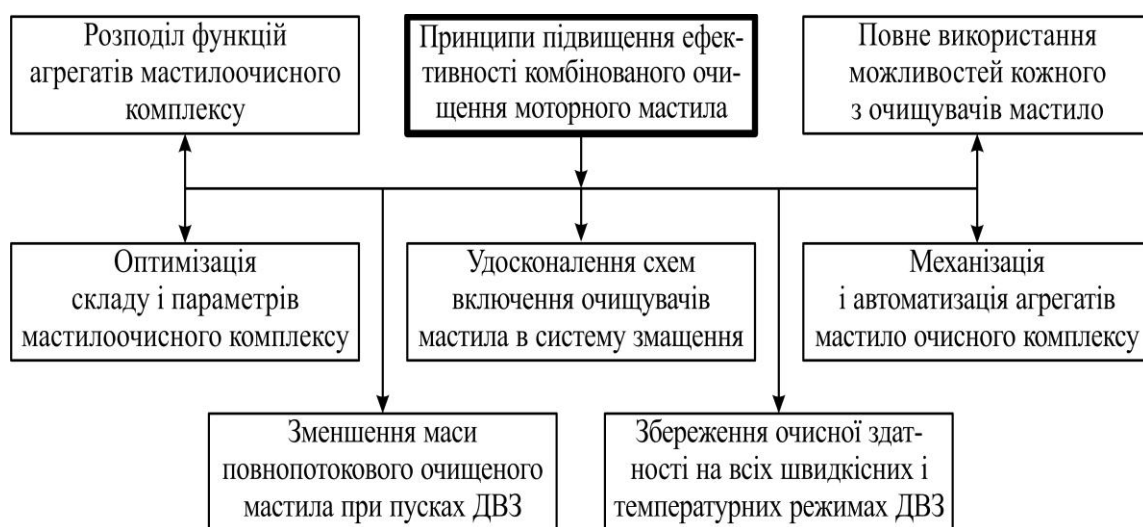 Розподіл функцій
агрегатів мастилоочисного
комплексу
Принципи підвищення ефек-
тивності комбінованого очи-
щення моторного мастила
Повне використання
можливостей кожного
з очищувачів мастило
Оптимізація
складу і параметрів
мастилоочисного комплексу
Удосконалення схем
включення очищувачів
мастила в систему змащення
Механізація
і автоматизація агрегатів
мастило очисного комплексу
Зменшення маси
повнопотокового очищеного
мастила при пусках ДВЗ
Збереження очисної здат-
ності на всіх швидкісних і
температурних режимах ДВЗ